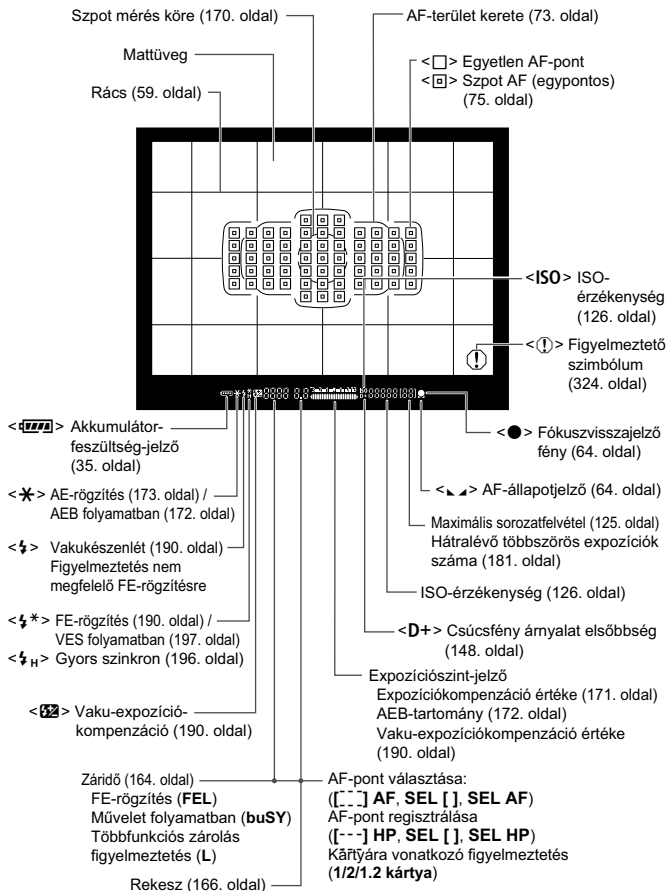 Szpot mérés köre (170. oldal)
AF-terület kerete (73. oldal)
Mattüveg
<□> Egyetlen AF-pont
<⊡> Szpot AF (egypontos)
(75. oldal)
Rács (59. oldal)
<ISO> ISO-
érzékenység
(126. oldal)
<!> Figyelmeztető
szimbólum
(324. oldal)
< > Akkumulátor-
feszültség-jelző
(35. oldal)
<●> Fókuszvisszajelző
fény (64. oldal)
<✱> AE-rögzítés (173. oldal) /
AEB folyamatban (172. oldal)
<◣ ◢> AF-állapotjelző (64. oldal)
Maximális sorozatfelvétel (125. oldal)
Hátralévő többszörös expozíciók
száma (181. oldal)
<⚡> Vakukészenlét (190. oldal)
Figyelmeztetés nem
megfelelő FE-rögzítésre
ISO-érzékenység (126. oldal)
<⚡*> FE-rögzítés (190. oldal) /
VES folyamatban (197. oldal)
<⚡H> Gyors szinkron (196. oldal)
<D+> Csúcsfény árnyalat elsőbbség
(148. oldal)
Expozíciószint-jelző
Expozíciókompenzáció értéke (171. oldal)
AEB-tartomány (172. oldal)
Vaku-expozíciókompenzáció értéke
(190. oldal)
< > Vaku-expozíció-
kompenzáció (190. oldal)
Záridő (164. oldal)
FE-rögzítés (FEL)
Művelet folyamatban (buSY)
Többfunkciós zárolás
figyelmeztetés (L)
Rekesz (166. oldal)
AF-pont választása:
([---] AF, SEL [ ], SEL AF)
AF-pont regisztrálása
([---] HP, SEL [ ], SEL HP)
Kártyára vonatkozó figyelmeztetés
(1/2/1.2 kártya)